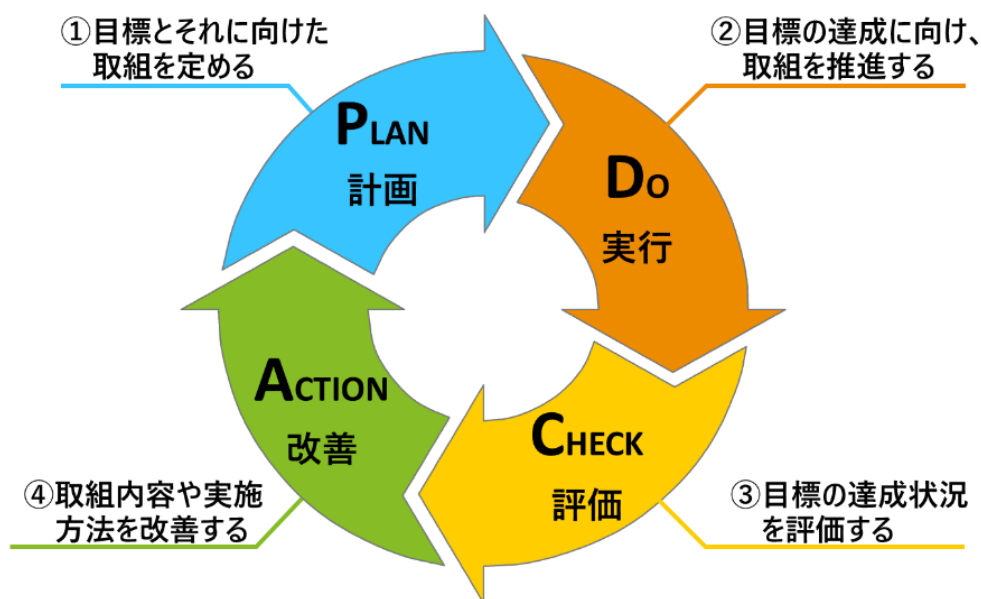 ①目標とそれに向けた
取組を定める
②目標の達成に向け、
取組を推進する
PLAN
計画
DO
実行
ACTION
改善
CHECK
評価
④取組内容や実施
方法を改善する
③目標の達成状況
を評価する